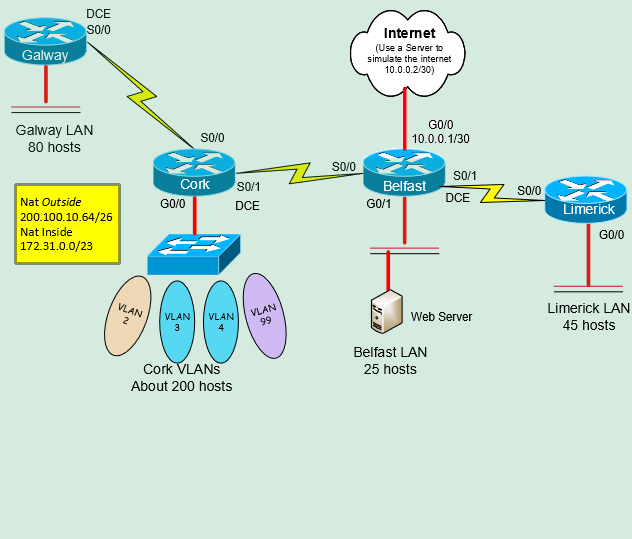 DCE
S0/0
Galway
Galway LAN
80 hosts
Internet
(Use a Server to
simulate the internet
10.0.0.2/30)
G0/0
10.0.0.1/30
S0/0
Cork
S0/1
DCE
G0/0
S0/0
Belfast
S0/1
DCE
G0/1
S0/0
Limerick
G0/0
Nat Outside
200.100.10.64/26
Nat Inside
172.31.0.0/23
VLAN
2
VLAN
3
VLAN
4
VLAN
99
Cork VLANs
About 200 hosts
Web Server
Belfast LAN
25 hosts
Limerick LAN
45 hosts